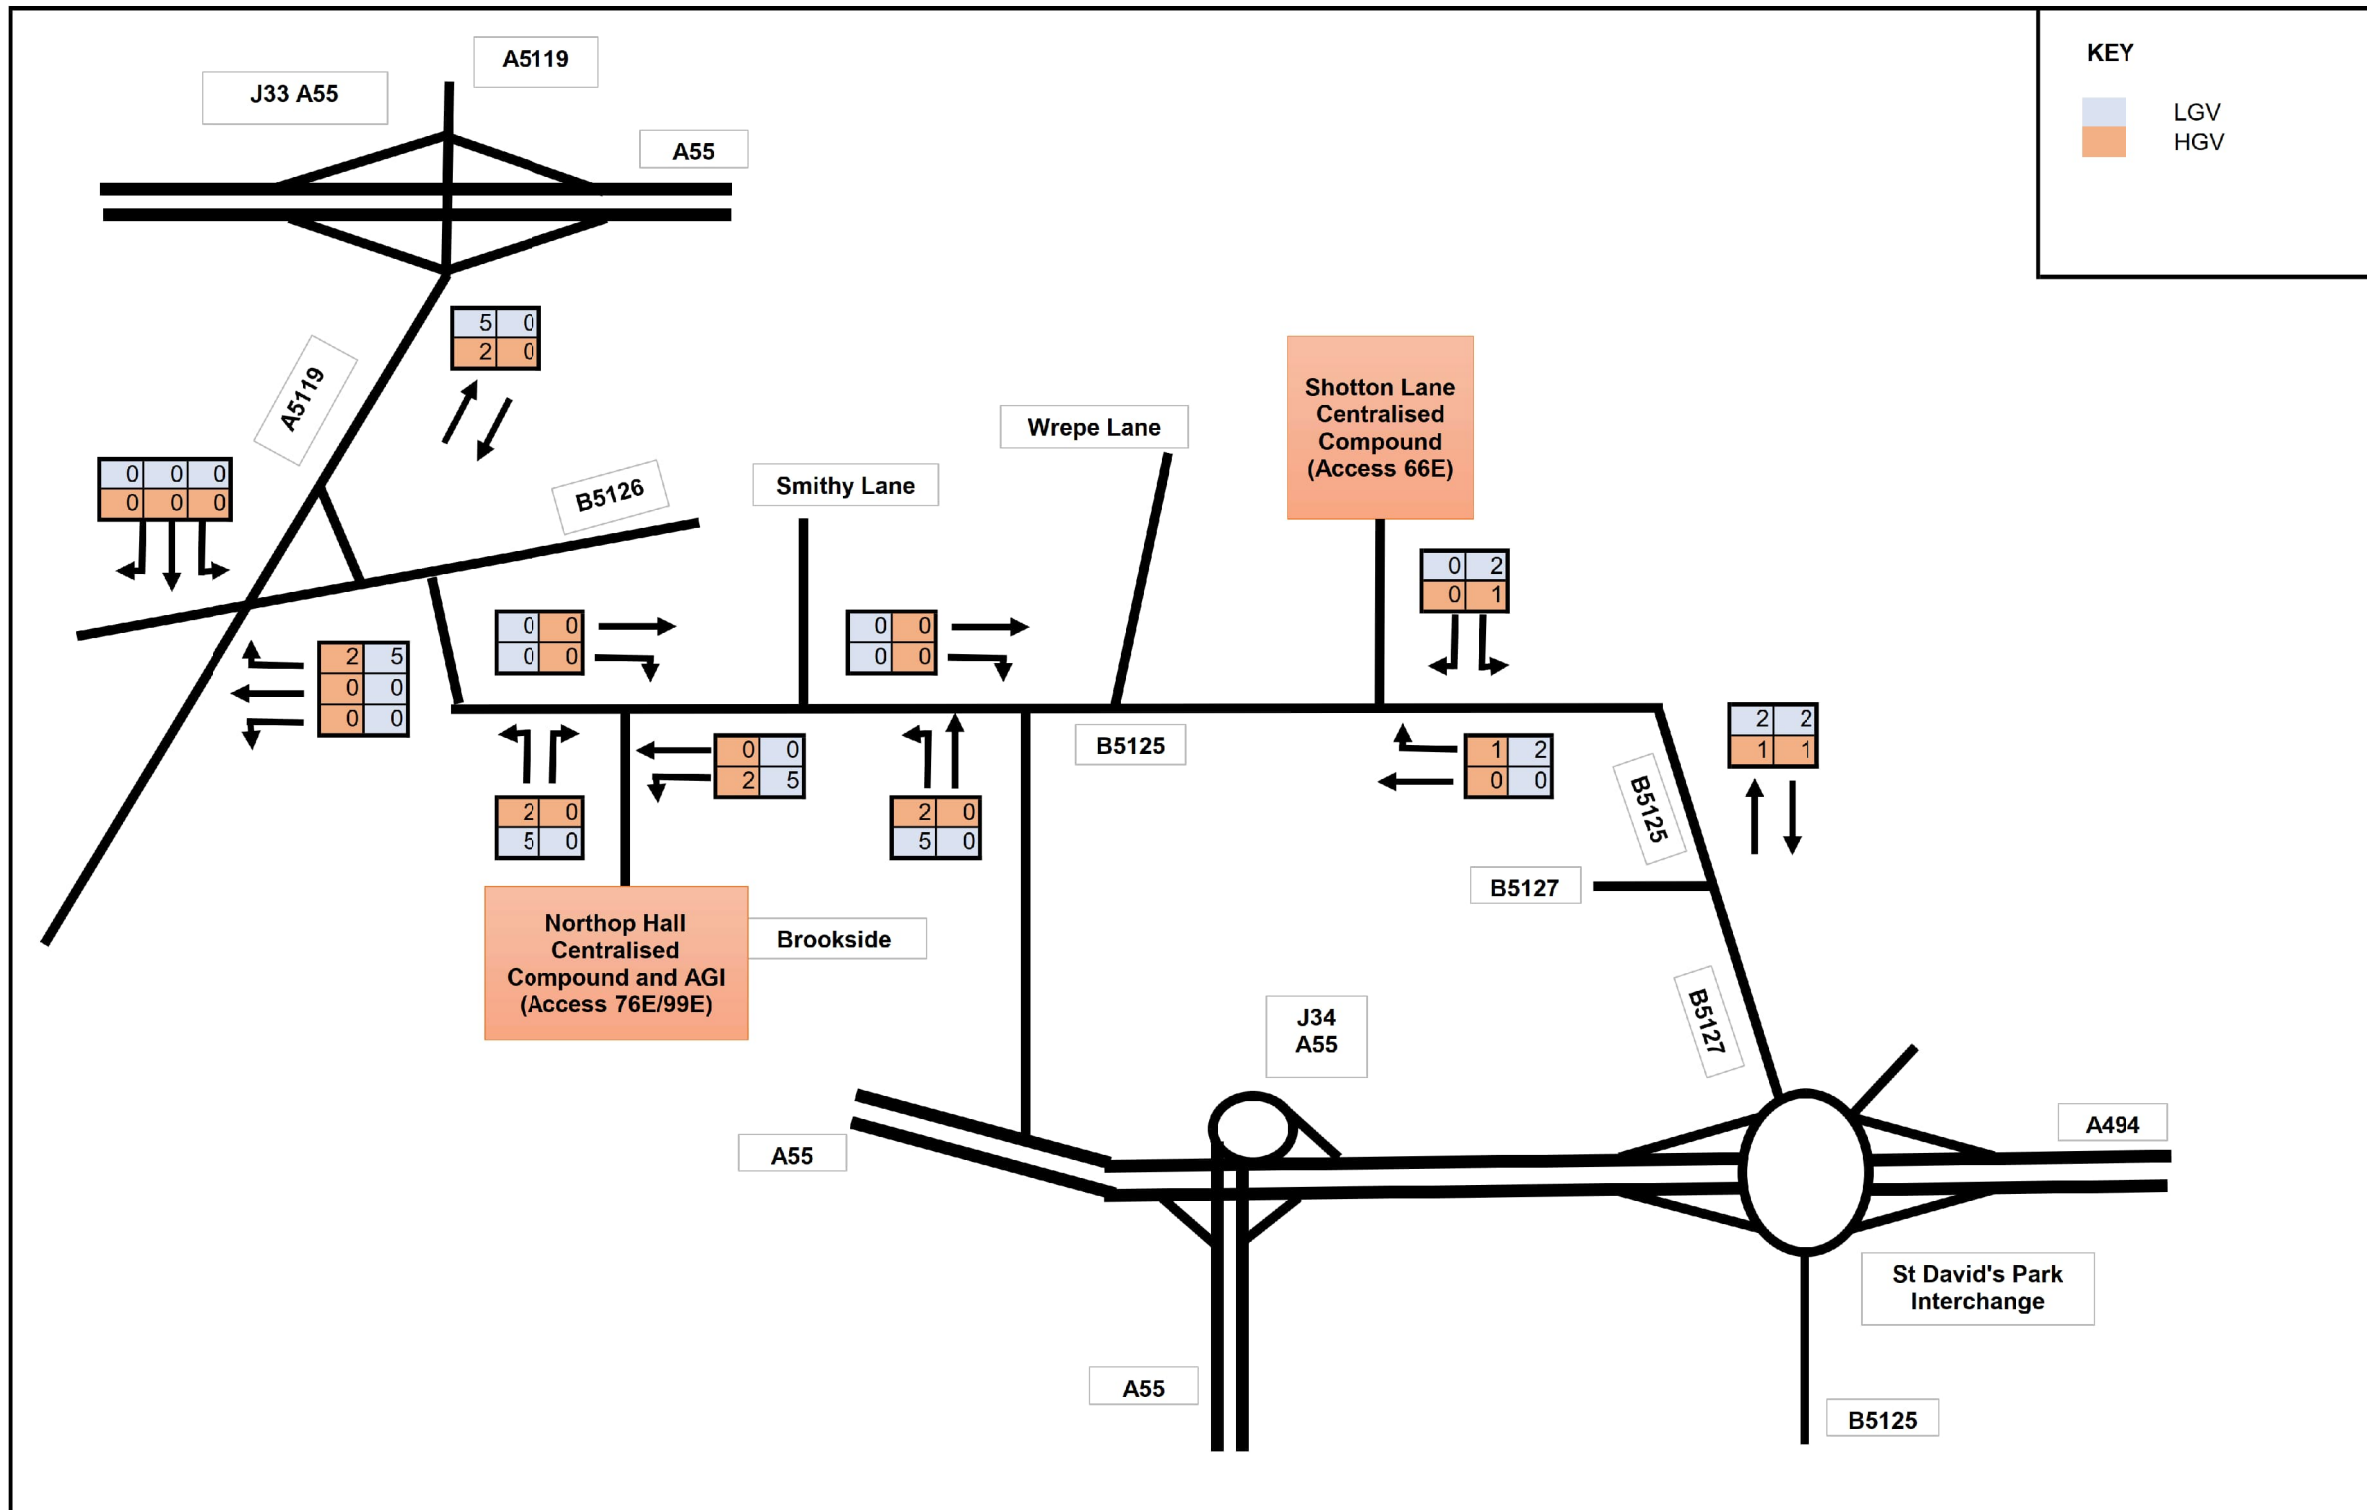 A5119
J33 A55
A55
KEY
LGV
HGV
5 0
2 0
A5119
Shotton Lane
Centralised
Compound
(Access 66E)
Wrepe Lane
0 0 0
0 0 0
B5126
Smithy Lane
0 2
0 1
0 0
0 0
0 0
0 0
2 5
0 0
0 0
2 2
1 1
B5125
0 0
2 5
1 2
0 0
2 0
5 0
2 0
5 0
B5125
B5127
Northop Hall
Centralised
Compound and AGI
(Access 76E/99E)
Brookside
J34
A55
B5127
A55
A494
St David's Park
Interchange
A55
B5125